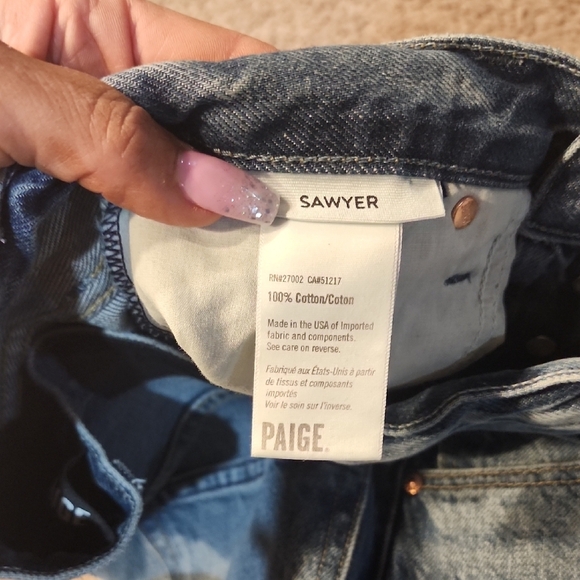 SAWYER
RN#27002 CA#51217
100% Cotton/Coton
Made in the USA of Imported
fabric and components.
See care on reverse.
Fabriqué aux États-Unis à partir
de tissus et composants
importés
Voir le soin sur l'inverse.
PAIGE.